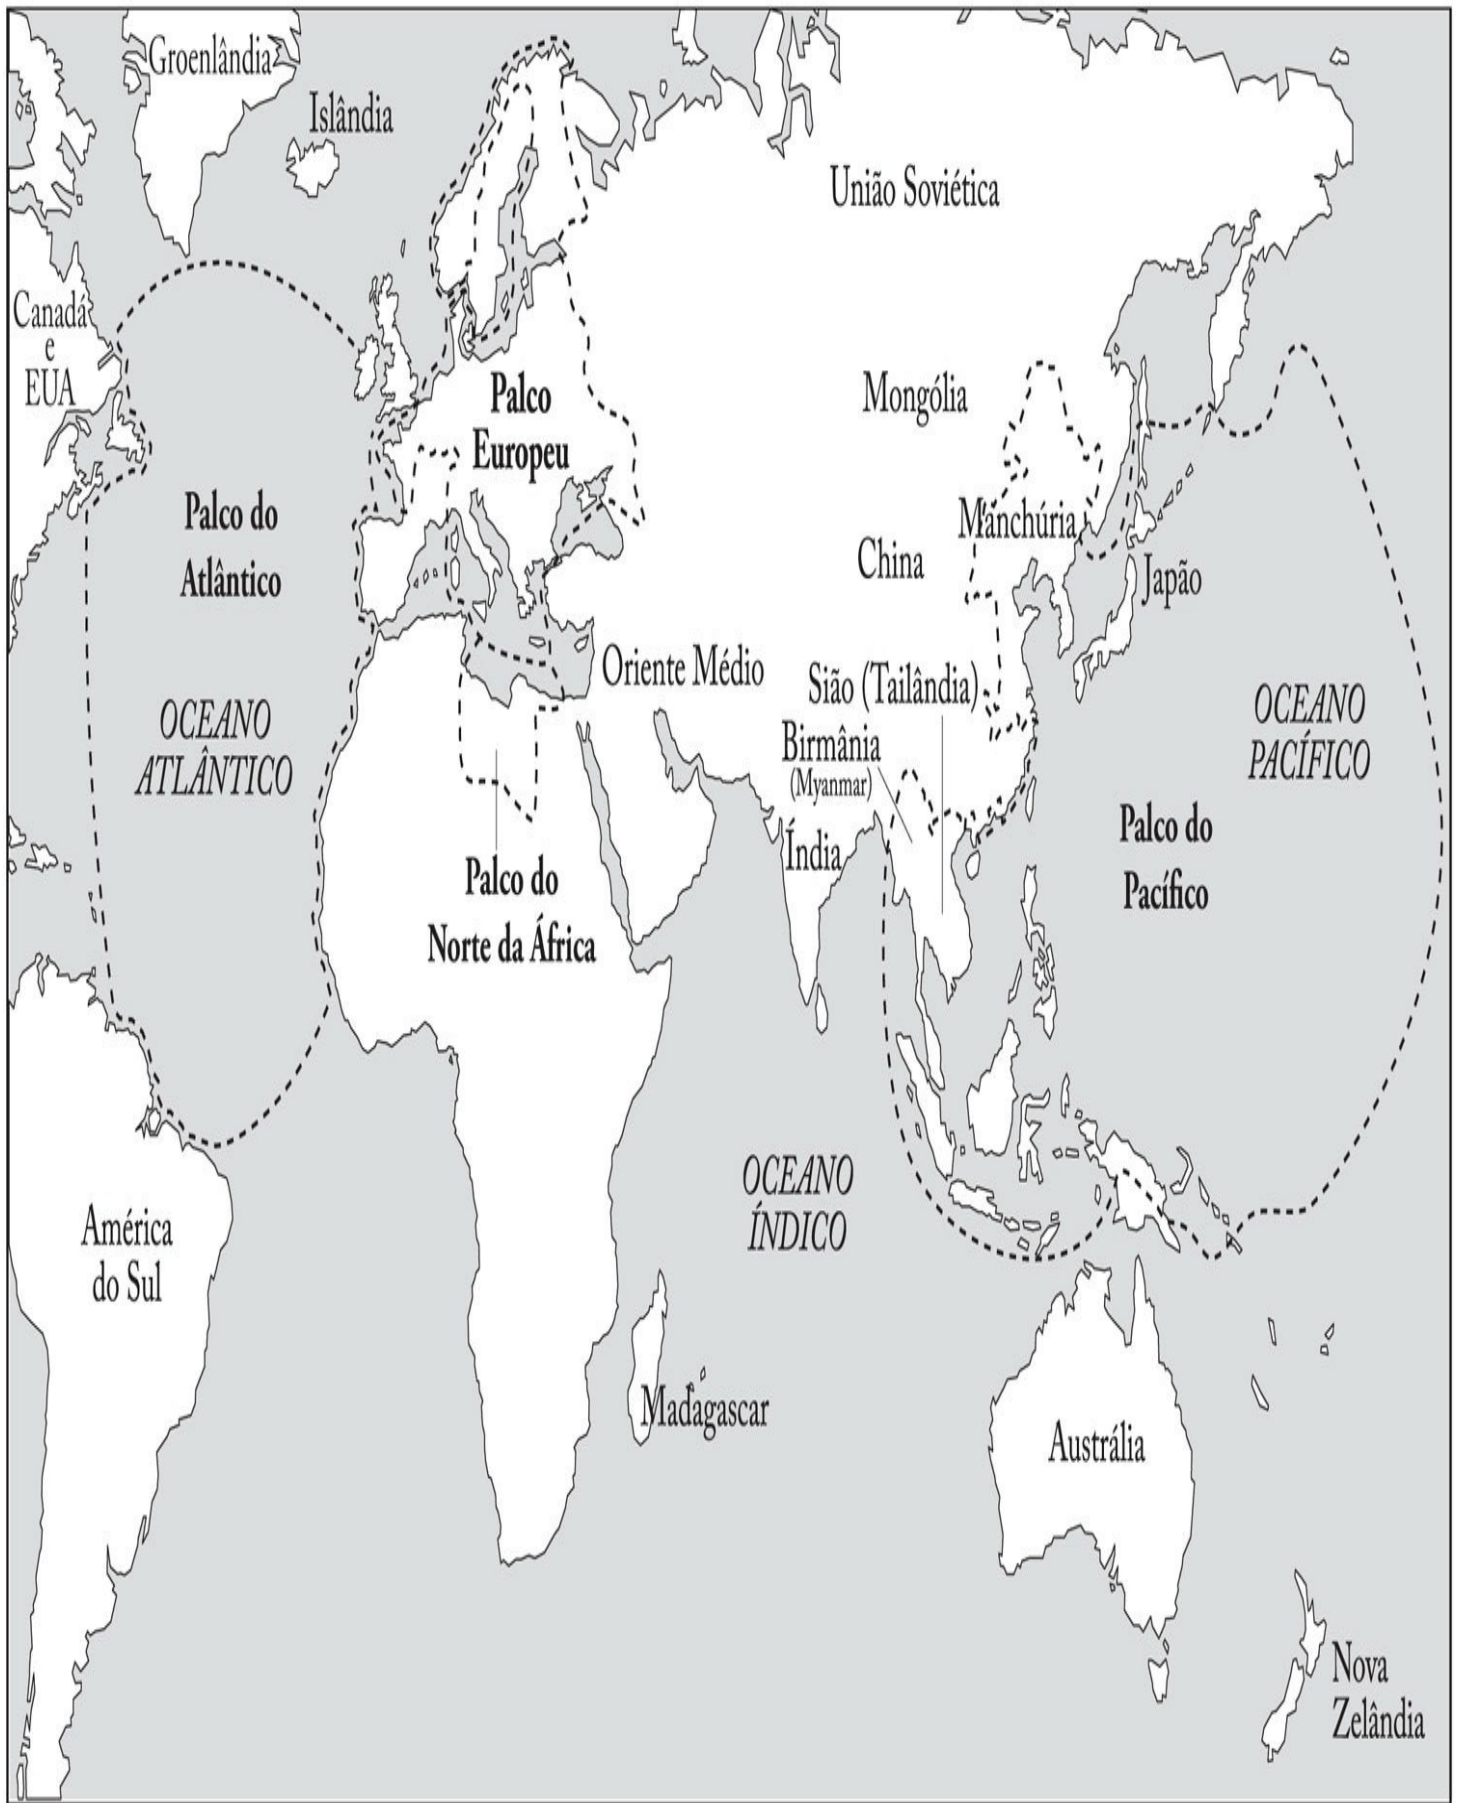 Groenlândia
Islândia
União Soviética
Canadá
e
EUA
Palco
Europeu
Mongólia
Palco do
Atlântico
Manchúria
China
Japão
Oriente Médio
Sião (Tailândia)
OCEANO
ATLÂNTICO
OCEANO
PACÍFICO
Birmânia
(Myanmar)
Índia
Palco do
Pacífico
Palco do
Norte da África
América
do Sul
OCEANO
ÍNDICO
Madagascar
Austrália
Nova
Zelândia